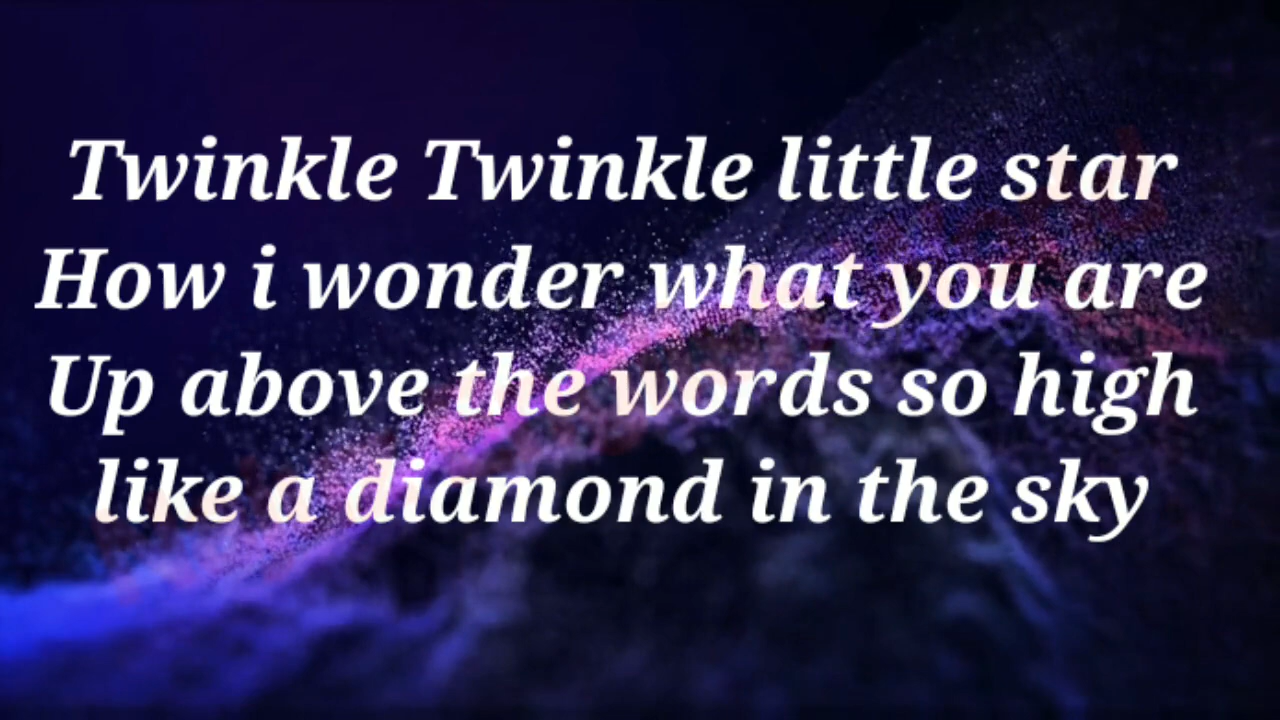 Twinkle Twinkle little star
How i wonder what you are
Up above the words so high
like a diamond in the sky